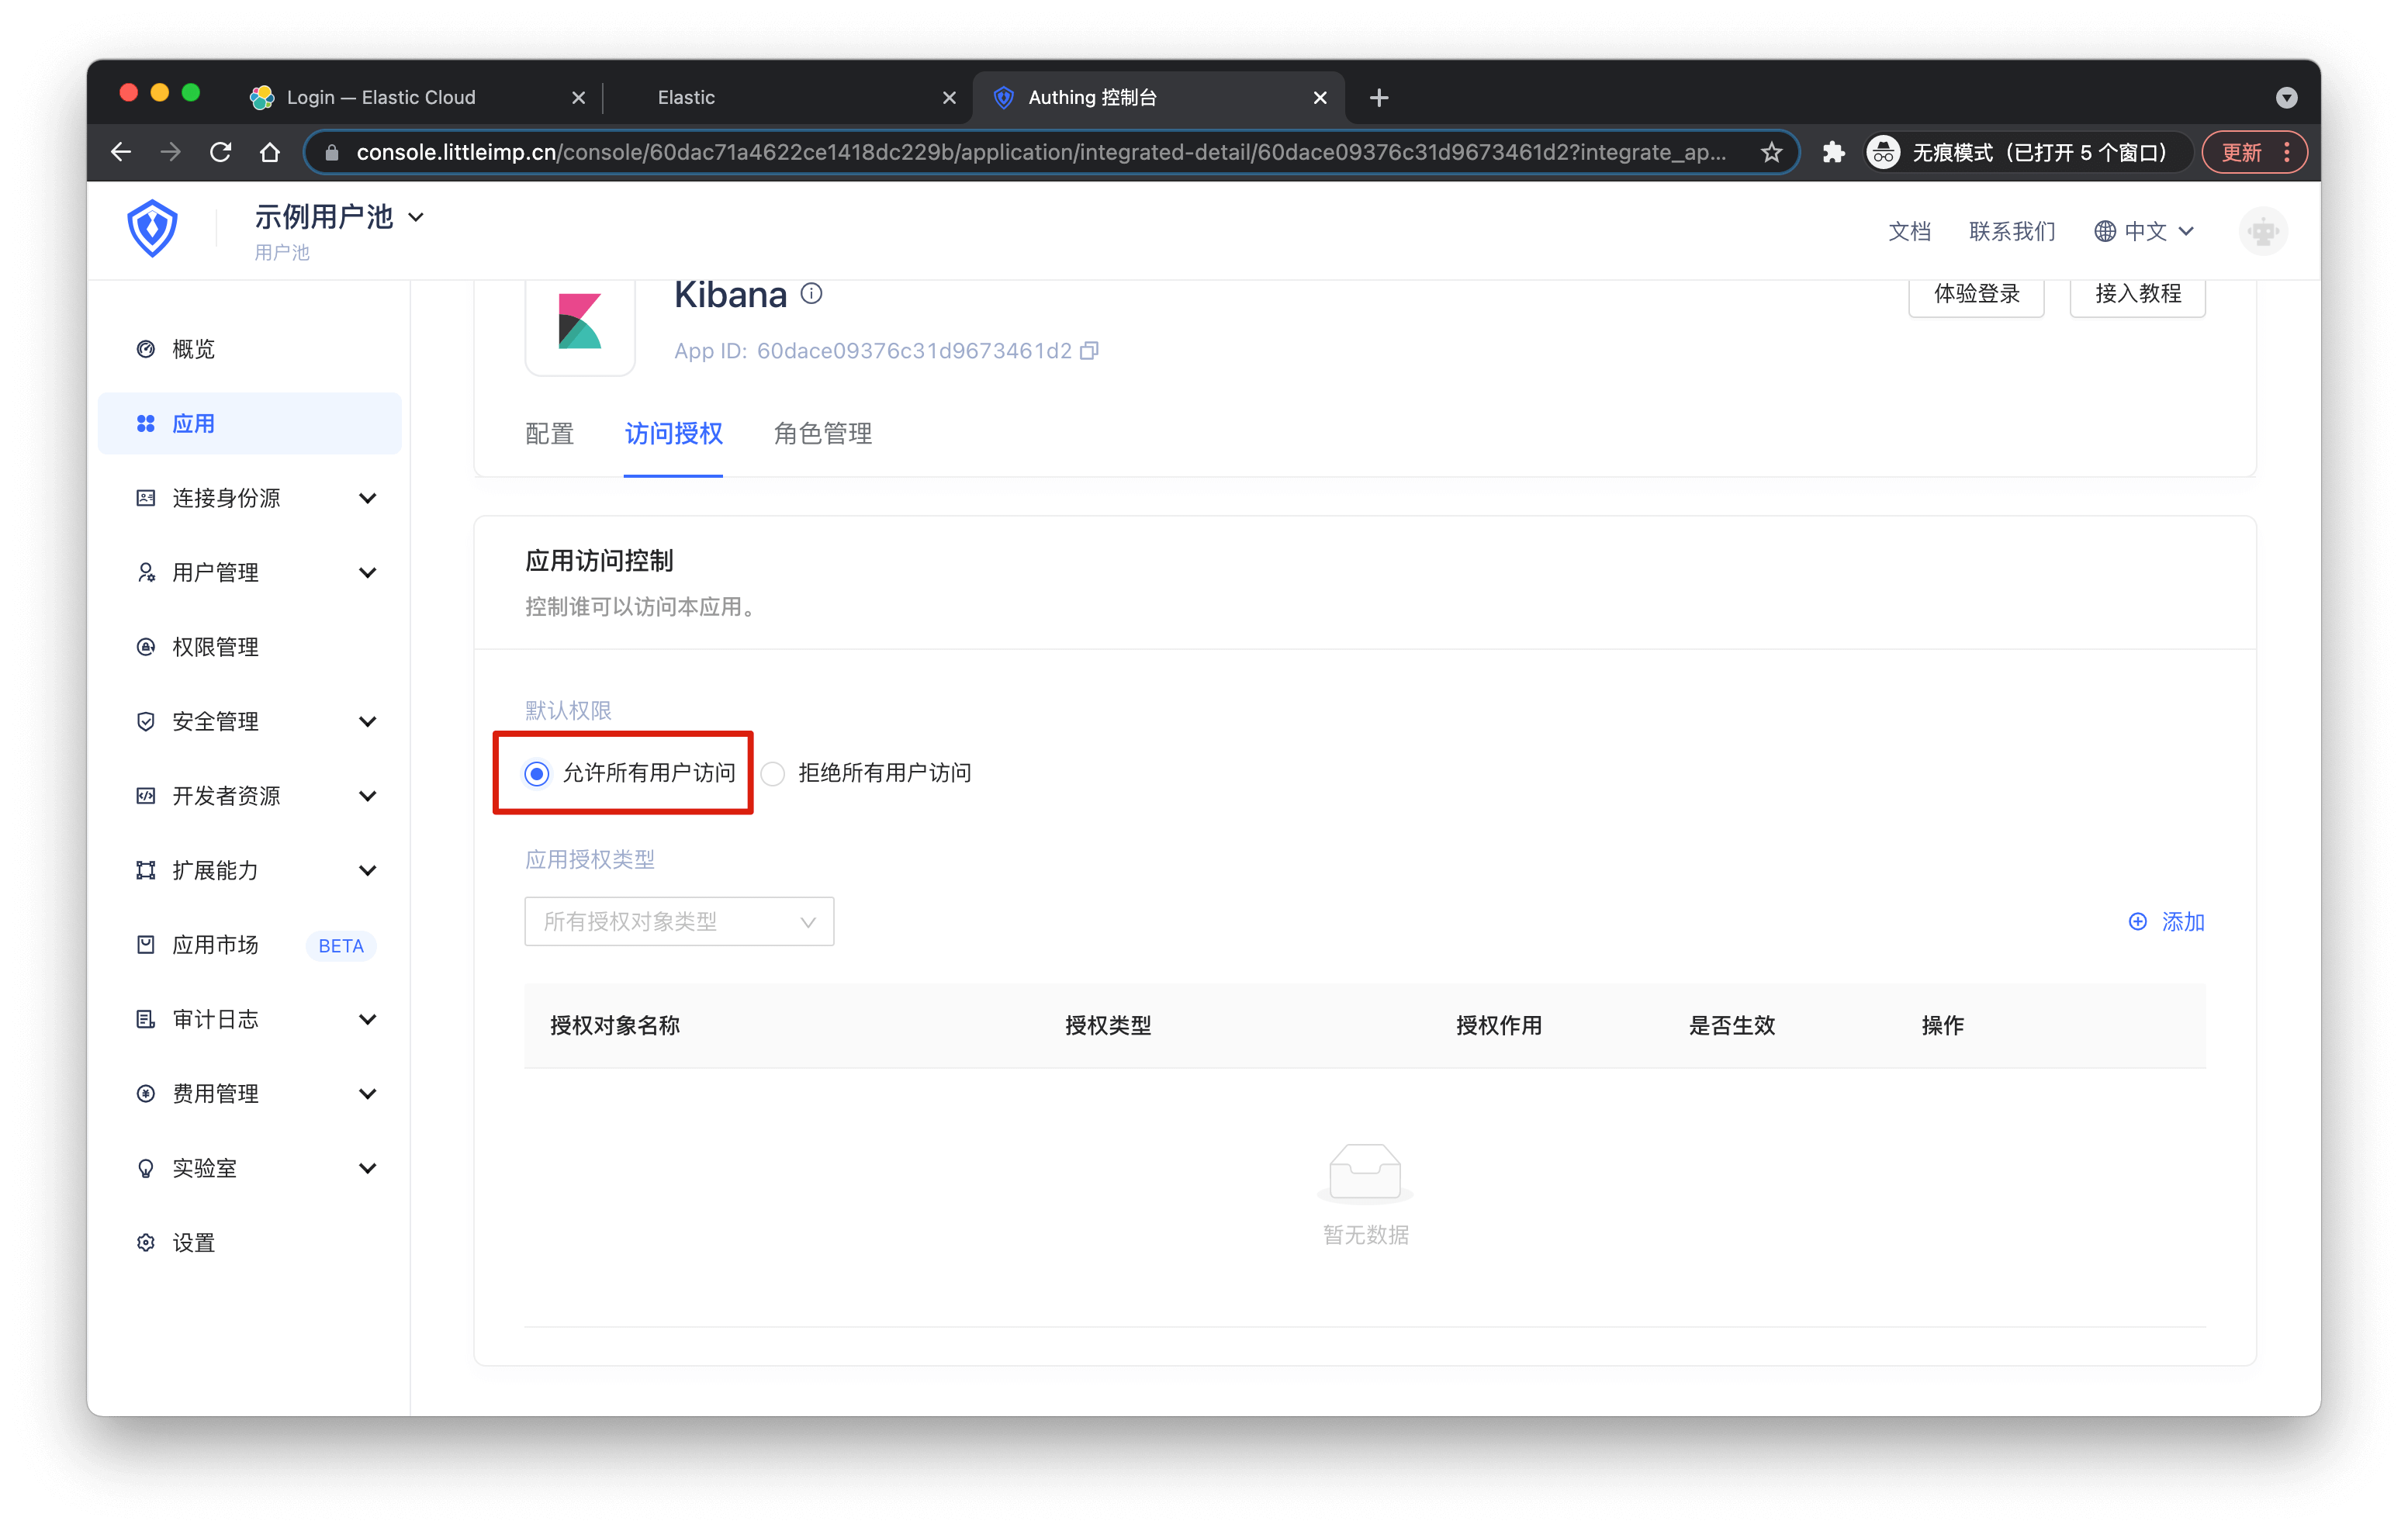 Login — Elastic Cloud
Elastic
Authing 控制台
console.littleimp.cn/console/60dac71a4622ce1418dc229b/application/integrated-detail/60dace09376c31d9673461d2?integrate_ap...
无痕模式（已打开 5 个窗口）
更新
示例用户池
用户池
文档
联系我们
中文
Kibana
体验登录
接入教程
App ID: 60dace09376c31d9673461d2
概览
应用
连接身份源
用户管理
权限管理
安全管理
开发者资源
扩展能力
应用市场
BETA
审计日志
费用管理
实验室
设置
配置
访问授权
角色管理
应用访问控制
控制谁可以访问本应用。
默认权限
允许所有用户访问
拒绝所有用户访问
应用授权类型
所有授权对象类型
添加
授权对象名称
授权类型
授权作用
是否生效
操作
暂无数据